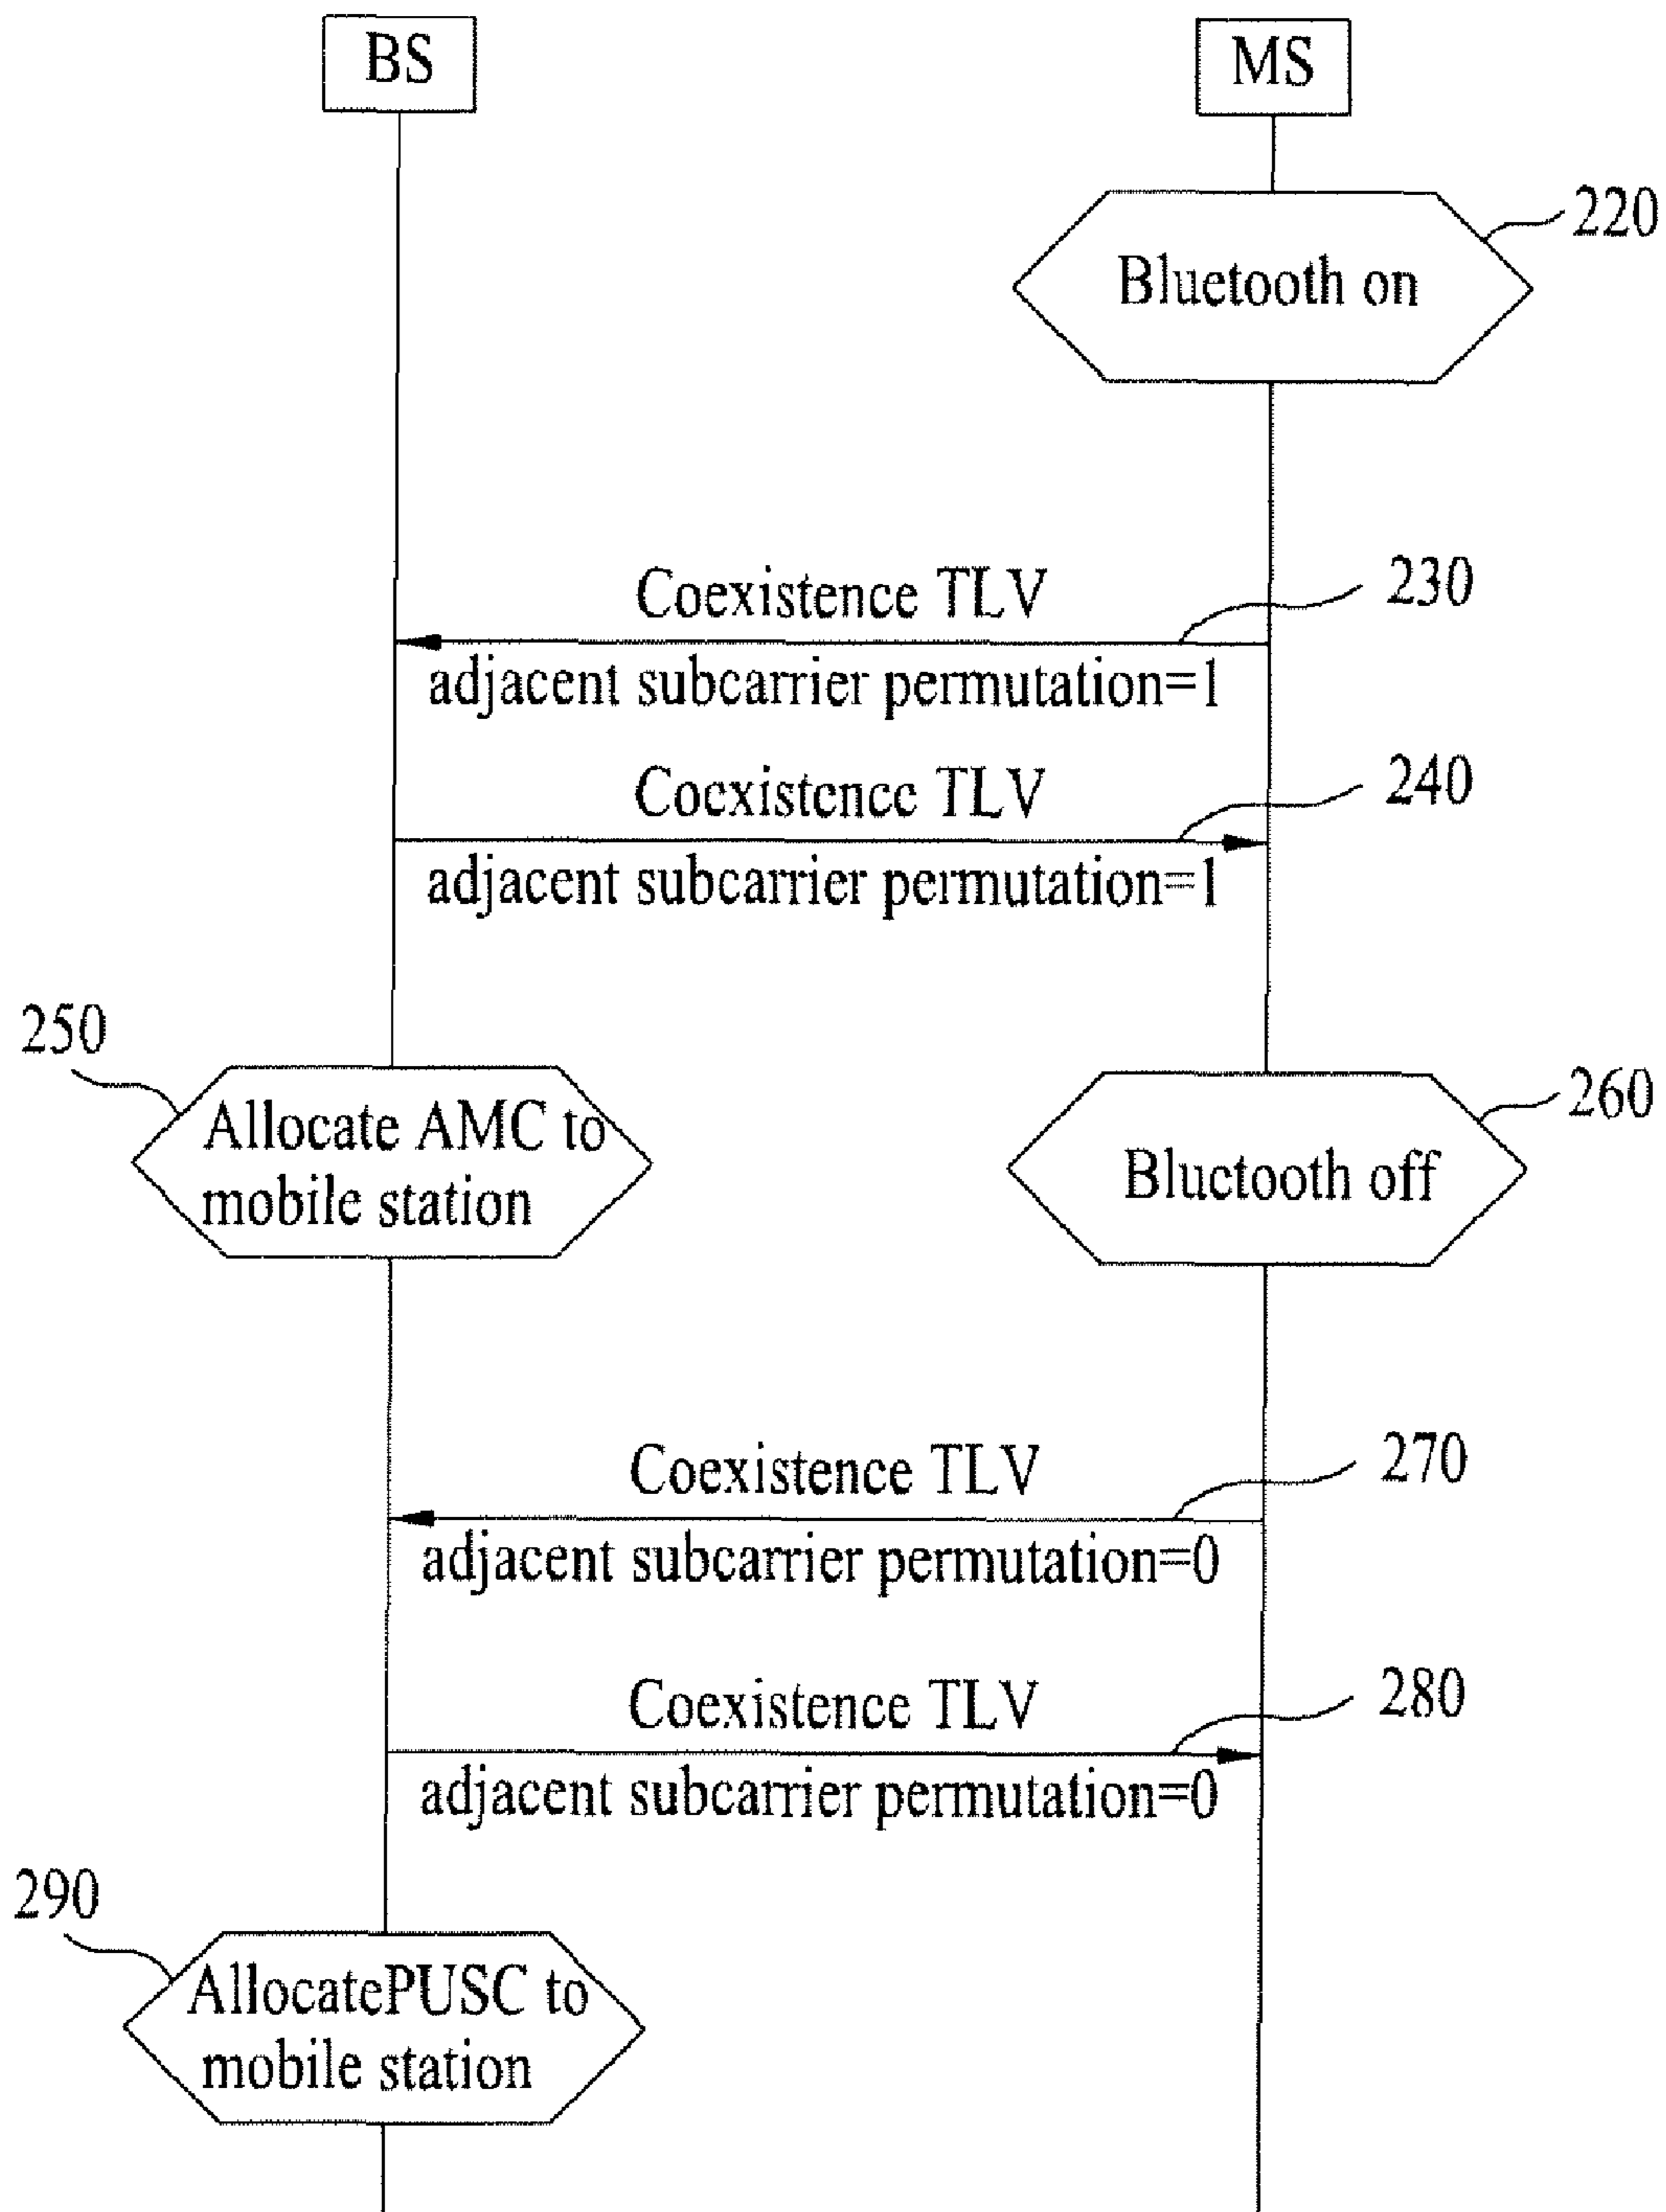 BS
MS
220
Bluetooth on
Coexistence TLV
230
adjacent subcarrier permutation=1
Coexistence TLV
240
adjacent subcarrier permutation=1
250
Allocate AMC to
mobile station
260
Bluetooth off
Coexistence TLV
270
adjacent subcarrier permutation=0
Coexistence TLV
280
adjacent subcarrier permutation=0
290
AllocatePUSC to
mobile station